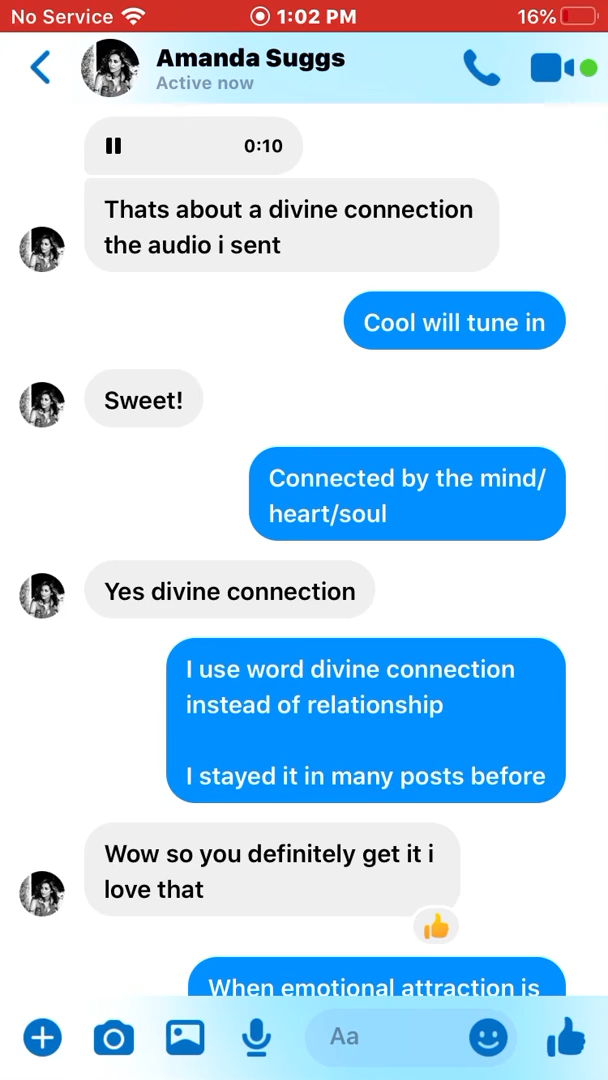 No Service 1:02 PM 16%
Amanda Suggs
Active now
0:10
Thats about a divine connection
the audio i sent
Cool will tune in
Sweet!
Connected by the mind/
heart/soul
Yes divine connection
I use word divine connection
instead of relationship
I stayed it in many posts before
Wow so you definitely get it i
love that
When emotional attraction is
Aa